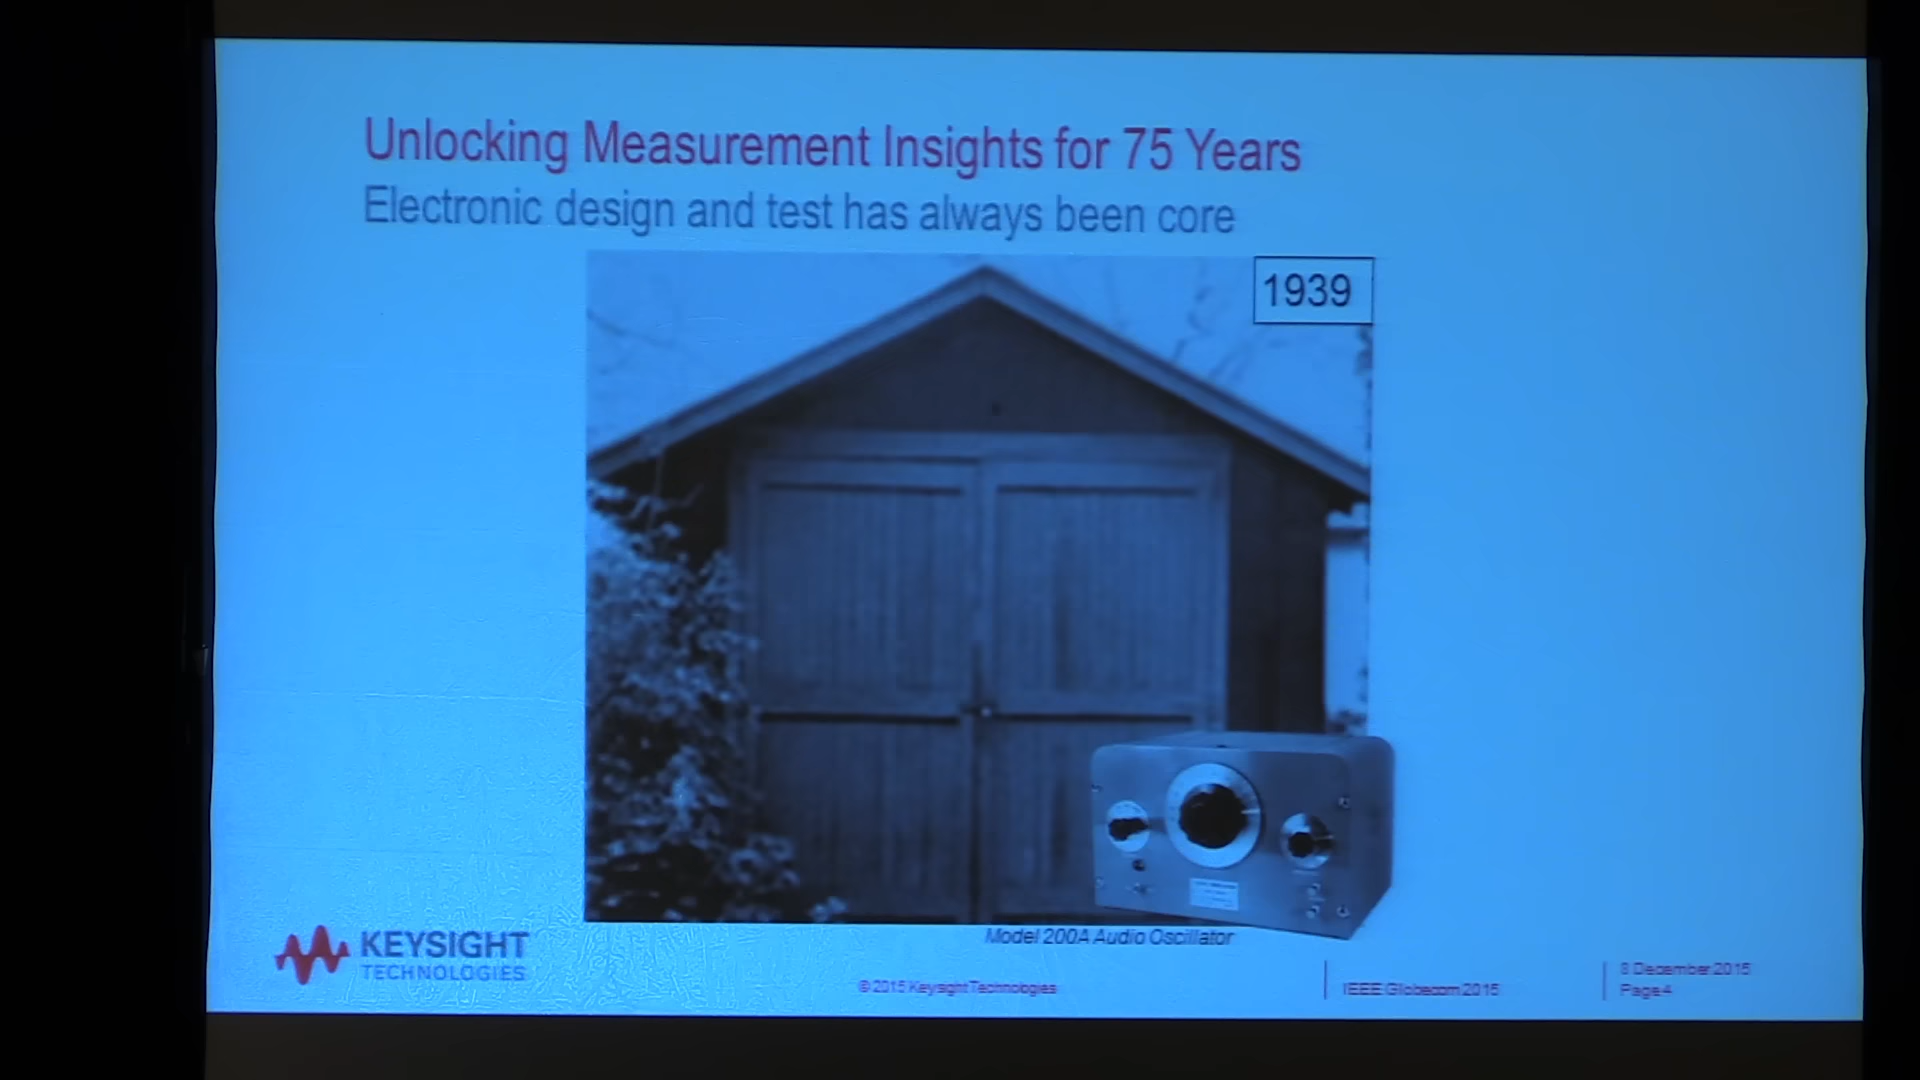 Unlocking Measurement Insights for 75 Years
Electronic design and test has always been core
1939
Model 200A Audio Oscillator
KEYSIGHT
TECHNOLOGIES
© 2015 Keysight Technologies
IEEE Globecom 2015
8 December 2015
Page 4